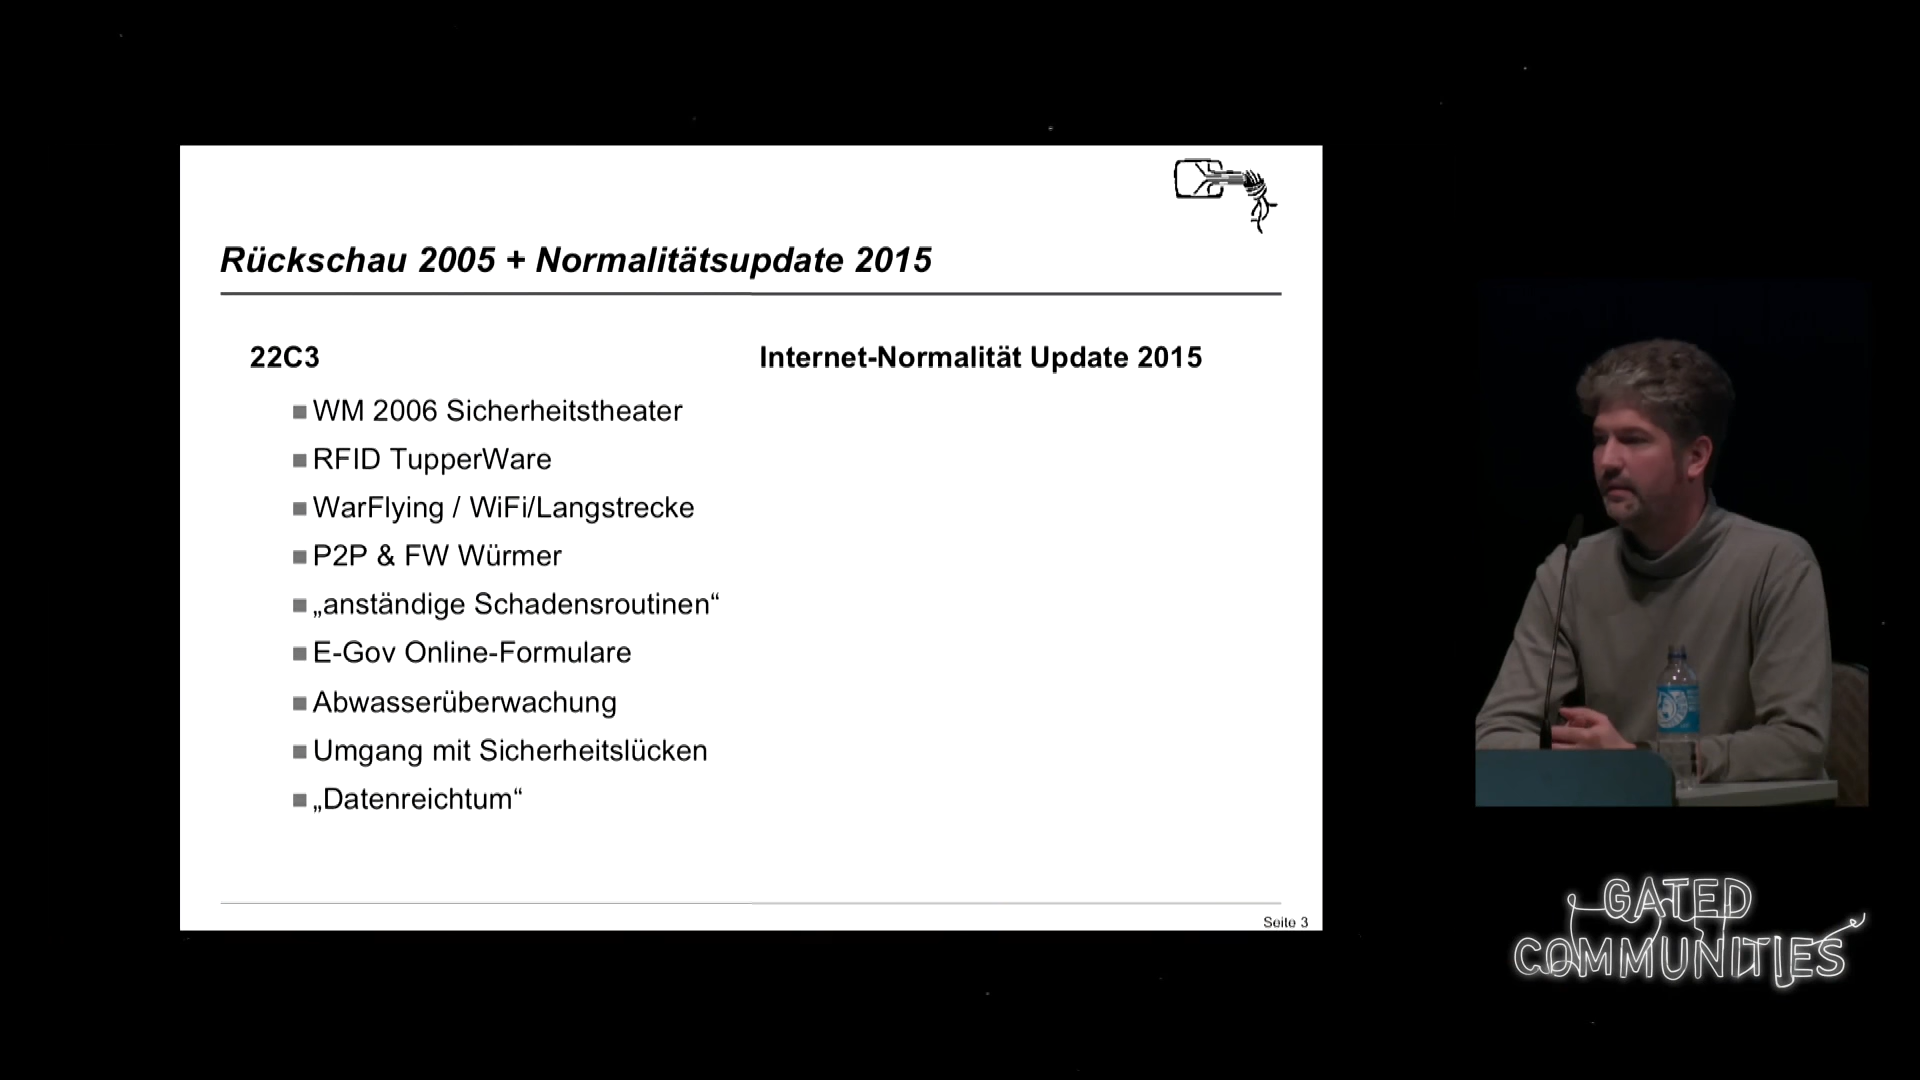 Rückschau 2005 + Normalitätsupdate 2015
22C3
WM 2006 Sicherheitstheater
RFID TupperWare
WarFlying / WiFi/Langstrecke
P2P & FW Würmer
„anständige Schadensroutinen“
E-Gov Online-Formulare
Abwasserüberwachung
Umgang mit Sicherheitslücken
„Datenreichtum“
Internet-Normalität Update 2015
Seite 3
GATED
COMMUNITIES